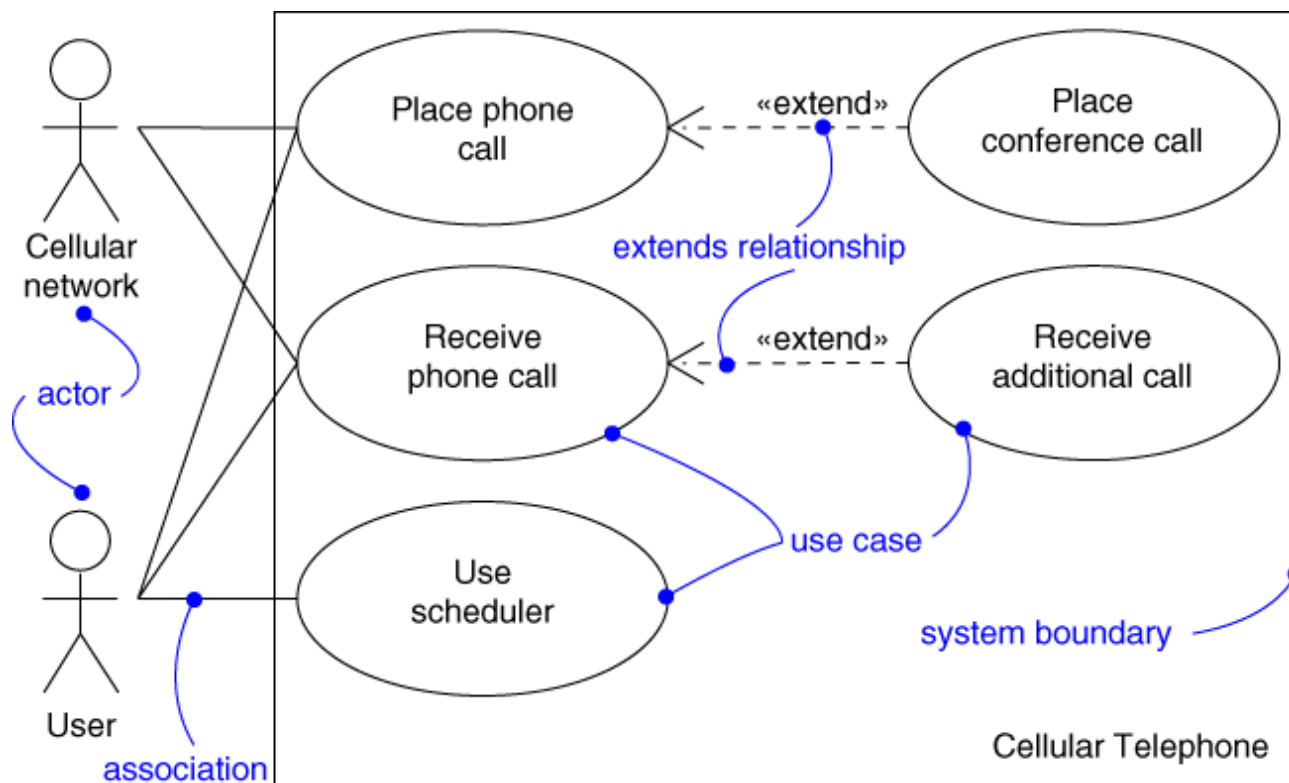 Place phone
call
«extend»
Place
conference call
Cellular
network
extends relationship
Receive
phone call
«extend»
Receive
additional call
actor
use case
Use
scheduler
system boundary
User
association
Cellular Telephone